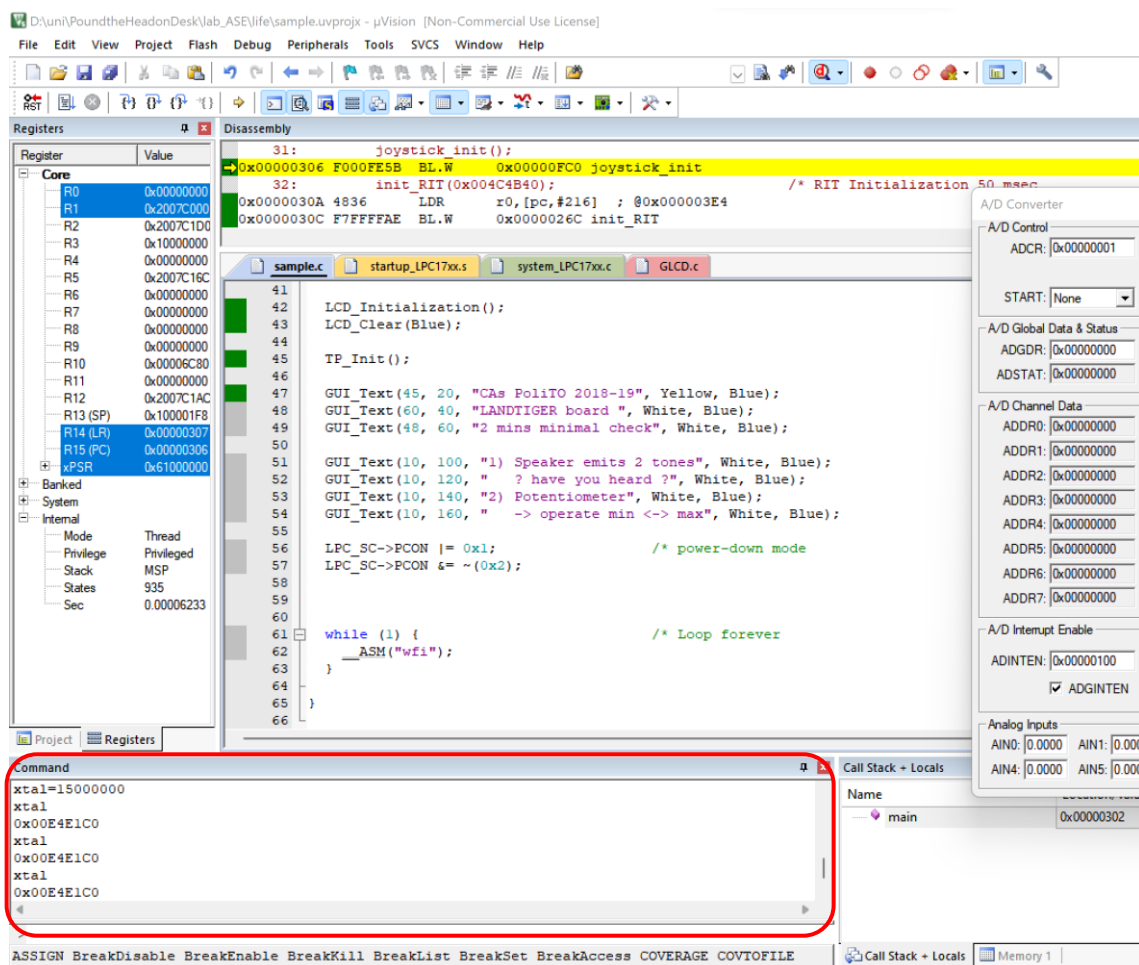 D:\uni\PoundtheHeadonDesk\lab_ASE\life\sample.uvprojx - µVision [Non-Commercial Use License]
File Edit View Project Flash Debug Peripherals Tools SVCS Window Help
RST
Registers
Register Value
Core
R0 0x00000000
R1 0x2007C000
R2 0x2007C1D0
R3 0x10000000
R4 0x00000000
R5 0x2007C16C
R6 0x00000000
R7 0x00000000
R8 0x00000000
R9 0x00000000
R10 0x00006C80
R11 0x00000000
R12 0x2007C1AC
R13 (SP) 0x100001F8
R14 (LR) 0x00000307
R15 (PC) 0x00000306
xPSR 0x61000000
Banked
System
Internal
Mode Thread
Privilege Privileged
Stack MSP
States 935
Sec 0.00006233
Project Registers
Disassembly
31: joystick_init();
0x00000306 F000FE5B BL.W 0x00000FC0 joystick_init
32: init_RIT(0x004C4B40); /* RIT Initialization 50 msec
0x0000030A 4836 LDR r0,[pc,#216] ; @0x000003E4
0x0000030C F7FFFFAE BL.W 0x0000026C init_RIT
sample.c startup_LPC17xx.s system_LPC17xx.c GLCD.c
41
42 LCD_Initialization();
43 LCD_Clear(Blue);
44
45 TP_Init();
46
47 GUI_Text(45, 20, "CAs PoliTO 2018-19", Yellow, Blue);
48 GUI_Text(60, 40, "LANDTIGER board ", White, Blue);
49 GUI_Text(48, 60, "2 mins minimal check", White, Blue);
50
51 GUI_Text(10, 100, "1) Speaker emits 2 tones", White, Blue);
52 GUI_Text(10, 120, "   ? have you heard ?", White, Blue);
53 GUI_Text(10, 140, "2) Potentiometer", White, Blue);
54 GUI_Text(10, 160, "   -> operate min <-> max", White, Blue);
55
56 LPC_SC->PCON |= 0x1; /* power-down mode
57 LPC_SC->PCON &= ~(0x2);
58
59
60
61 while (1) { /* Loop forever
62 __ASM("wfi");
63 }
64
65 }
66
A/D Converter
A/D Control
ADCR: 0x00000001
START: None
A/D Global Data & Status
ADGDR: 0x00000000
ADSTAT: 0x00000000
A/D Channel Data
ADDR0: 0x00000000
ADDR1: 0x00000000
ADDR2: 0x00000000
ADDR3: 0x00000000
ADDR4: 0x00000000
ADDR5: 0x00000000
ADDR6: 0x00000000
ADDR7: 0x00000000
A/D Interrupt Enable
ADINTEN: 0x00000100
ADGINTEN
Analog Inputs
AIN0: 0.0000 AIN1: 0.000
AIN4: 0.0000 AIN5: 0.000
Command
xtal=15000000
xtal
0x00E4E1C0
xtal
0x00E4E1C0
xtal
0x00E4E1C0
>
ASSIGN BreakDisable BreakEnable BreakKill BreakList BreakSet BreakAccess COVERAGE COVTOFILE
Call Stack + Locals
Name
main 0x00000302
Call Stack + Locals Memory 1